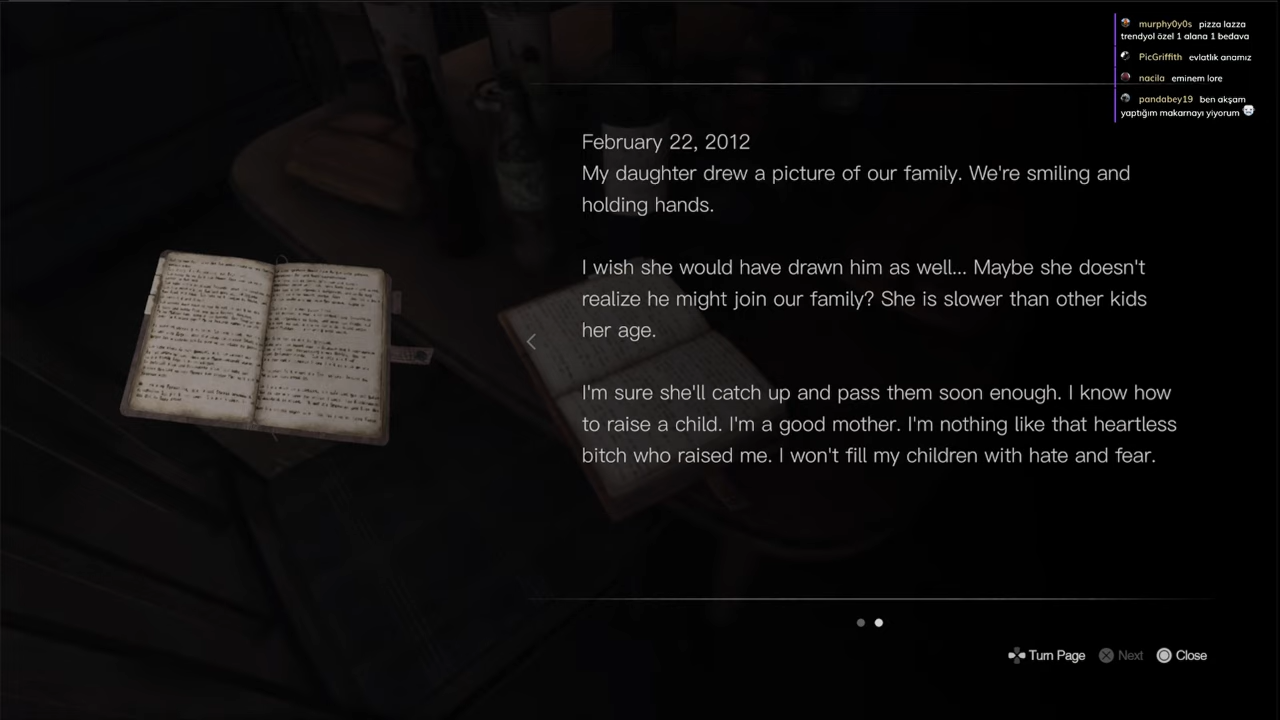 murphy0y0s pizza lazza
trendyol özel 1 alana 1 bedava
PicGriffith evlatlık anamız
nacila eminem lore
pandabey19 ben akşam
yaptığım makarnayı yiyorum
February 22, 2012
My daughter drew a picture of our family. We're smiling and
holding hands.
I wish she would have drawn him as well... Maybe she doesn't
realize he might join our family? She is slower than other kids
her age.
I'm sure she'll catch up and pass them soon enough. I know how
to raise a child. I'm a good mother. I'm nothing like that heartless
bitch who raised me. I won't fill my children with hate and fear.
Turn Page Next Close